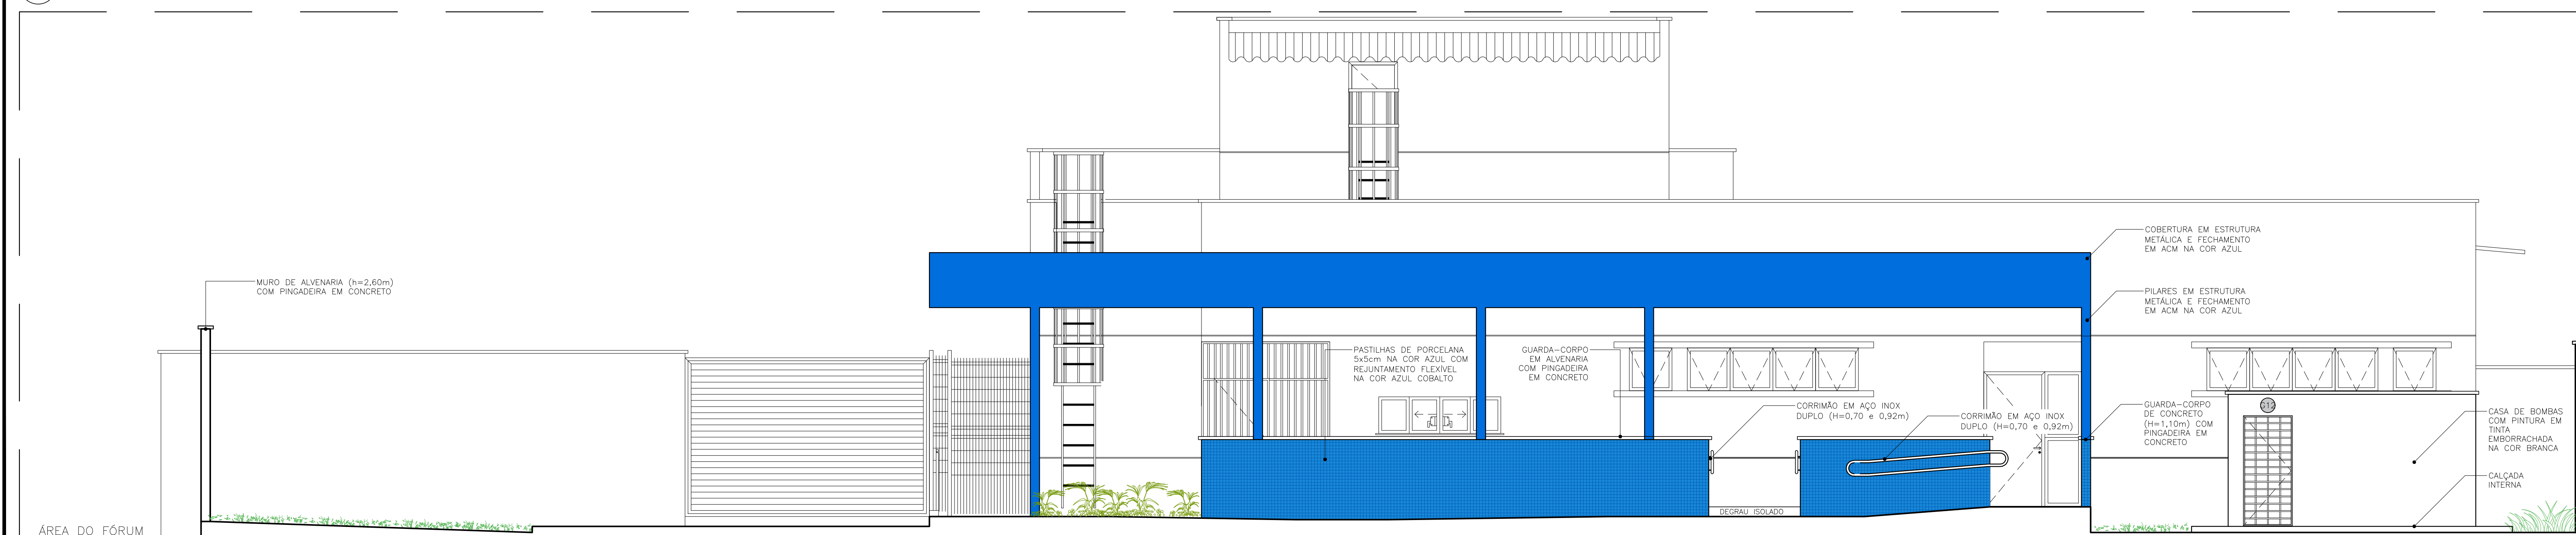 COBERTURA EM ESTRUTURA
METÁLICA E FECHAMENTO
EM ACM NA COR AZUL
MURO DE ALVENARIA (h=2,60m)
COM PINGADEIRA EM CONCRETO
PILARES EM ESTRUTURA
METÁLICA E FECHAMENTO
EM ACM NA COR AZUL
PASTILHAS DE PORCELANA
5x5cm NA COR AZUL COM
REJUNTAMENTO FLEXÍVEL
NA COR AZUL COBALTO
GUARDA-CORPO
EM ALVENARIA
COM PINGADEIRA
EM CONCRETO
CORRIMÃO EM AÇO INOX
DUPLO (H=0,70 e 0,92m)
CORRIMÃO EM AÇO INOX
DUPLO (H=0,70 e 0,92m)
GUARDA-CORPO
DE CONCRETO
(H=1,10m) COM
PINGADEIRA EM
CONCRETO
G12
CASA DE BOMBAS
COM PINTURA EM
TINTA
EMBORRACHADA
NA COR BRANCA
CALÇADA
INTERNA
DEGRAU ISOLADO
ÁREA DO FÓRUM